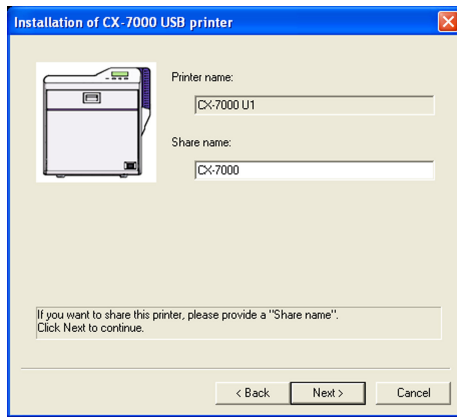 Installation of CX-7000 USB printer
Printer name:
CX-7000 U1
Share name:
CX-7000
If you want to share this printer, please provide a "Share name".
Click Next to continue.
< Back
Next >
Cancel